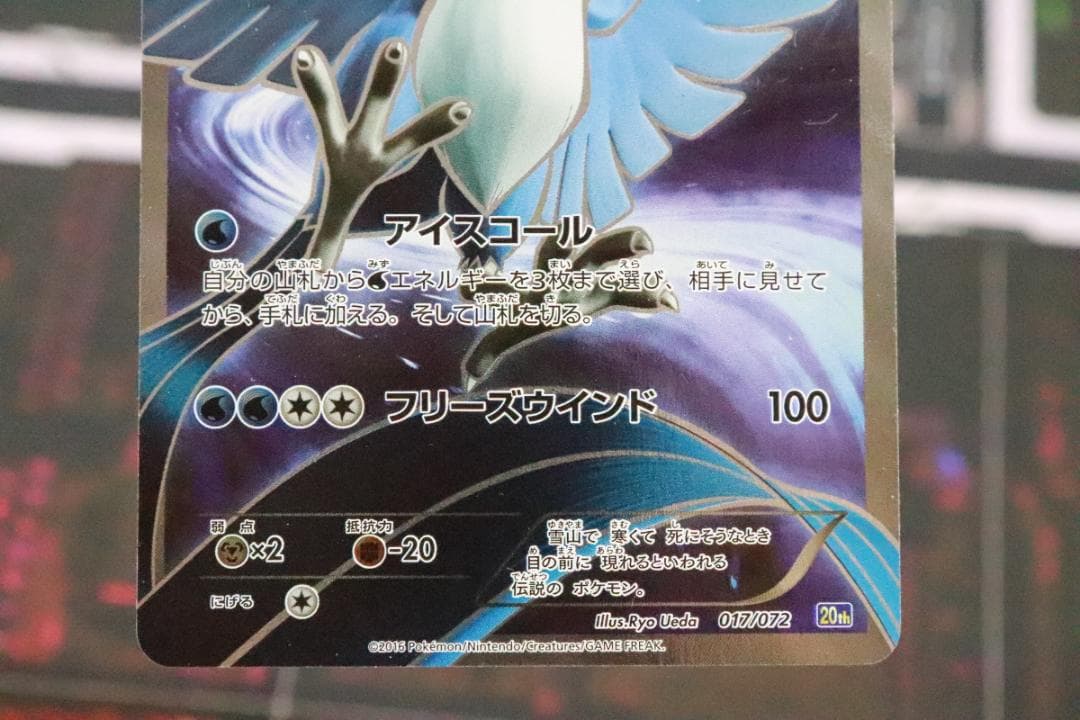 アイスコール
自分の山札からエネルギーを3枚まで選び、相手に見せて
から、手札に加える。そして山札を切る。
フリーズウインド 100
弱点 抵抗力
×2 -20
雪山で 寒くて 死にそうなとき
目の前に 現れるといわれる
伝説の ポケモン。
にげる
Illus.Ryo Ueda 017/072 20th
©2016 Pokémon/Nintendo/Creatures/GAME FREAK.